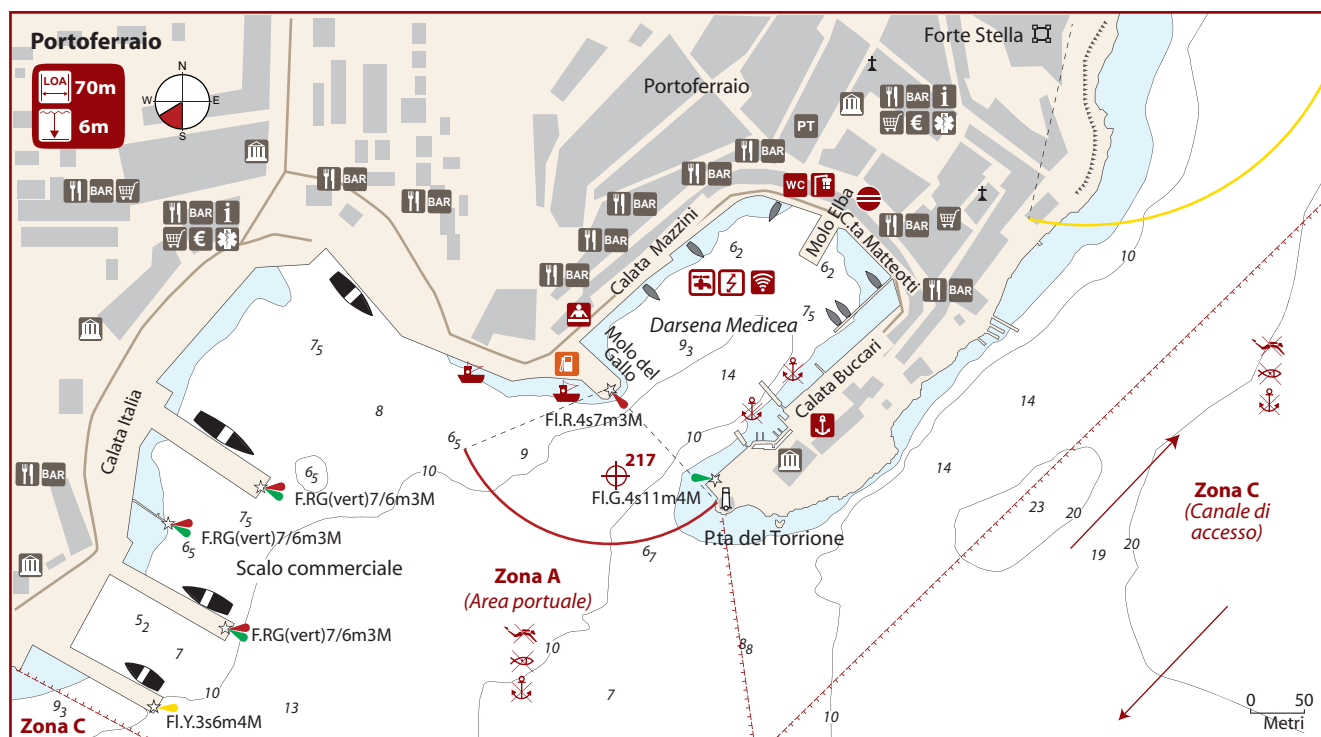 Portoferraio
LOA 70m
6m
N
W E
S
Forte Stella
Portoferraio
PT
BAR i
€
BAR
BAR
WC
BAR
BAR
BAR
BAR
BAR i
€
BAR
BAR
BAR
BAR
BAR
BAR
Calata Mazzini
Molo Elba
C.ta Matteotti
6₂
6₂
7₅
Darsena Medicea
9₃
7
14
Molo del Gallo
Calata Buccari
Fl.R.4s7m3M
10
10
14
14
7₅
8
6₅
9
10
6₅
217
Fl.G.4s11m4M
P.ta del Torrione
6₇
Calata Italia
BAR
F.RG(vert)7/6m3M
7₅
F.RG(vert)7/6m3M
6₅
Scalo commerciale
F.RG(vert)7/6m3M
5₂
7
10
13
Fl.Y.3s6m4M
9₃
Zona C
Zona A
(Area portuale)
10
7
8₈
10
23
20
19
20
Zona C
(Canale di
accesso)
10
0 50
Metri